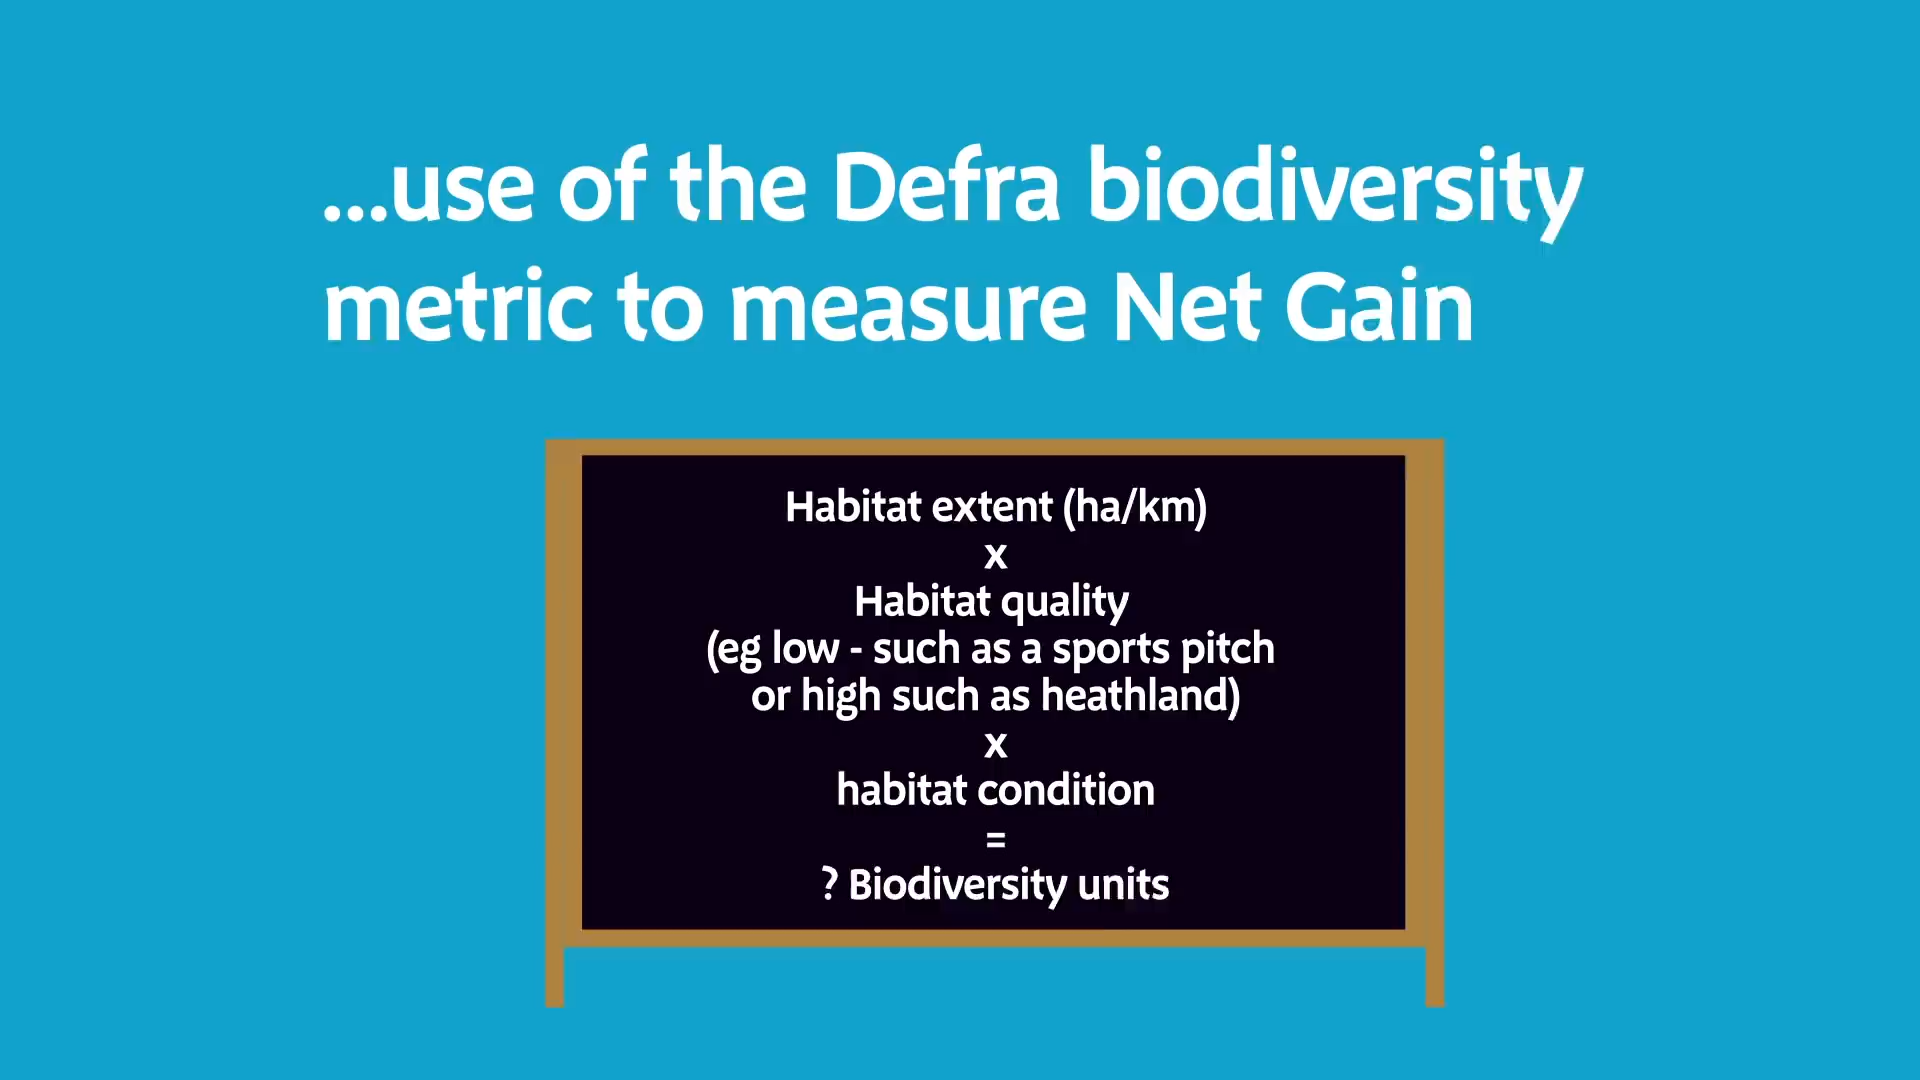 ...use of the Defra biodiversity
metric to measure Net Gain
Habitat extent (ha/km)
x
Habitat quality
(eg low - such as a sports pitch
or high such as heathland)
x
habitat condition
=
? Biodiversity units